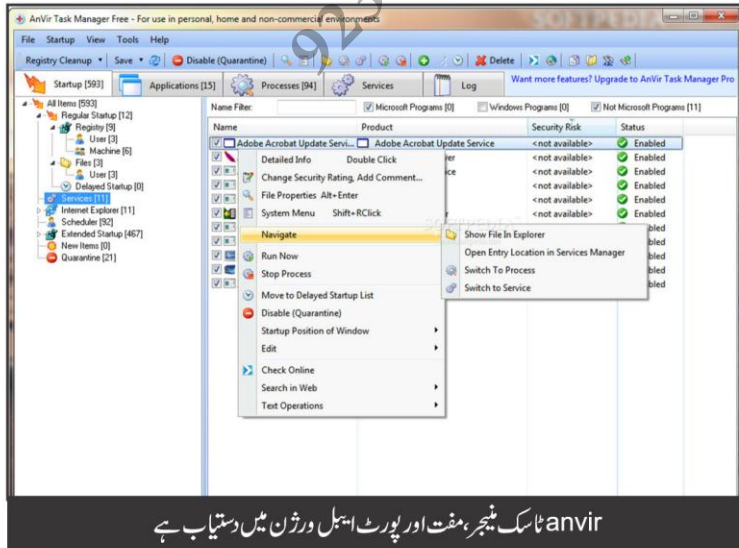 AnVir Task Manager Free - For use in personal, home and non-commercial environments
SOFTPEDIA
File Startup View Tools Help
Registry Cleanup Save Disable (Quarantine) Delete
Startup [593] Applications [15] Processes [94] Services Log Want more features? Upgrade to AnVir Task Manager Pro
All Items [593]
Regular Startup [12]
Registry [9]
User [3]
Machine [6]
Files [3]
User [3]
Delayed Startup [0]
Services [11]
Internet Explorer [11]
Scheduler [92]
Extended Startup [467]
New Items [0]
Quarantine [21]
Name Filter: Microsoft Programs [0] Windows Programs [0] Not Microsoft Programs [11]
Name Product Security Risk Status
Adobe Acrobat Update Servi... Adobe Acrobat Update Service <not available> Enabled
<not available> Enabled
<not available> Enabled
<not available> Enabled
<not available> Enabled
Detailed Info Double Click
Change Security Rating, Add Comment...
File Properties Alt+Enter
System Menu Shift+RClick
Navigate
Run Now
Stop Process
Move to Delayed Startup List
Disable (Quarantine)
Startup Position of Window
Edit
Check Online
Search in Web
Text Operations
Show File In Explorer
Open Entry Location in Services Manager
Switch To Process
Switch to Service
anvir ٹاسک منیجر، مفت اور پورٹ ایبل ورژن میں دستیاب ہے